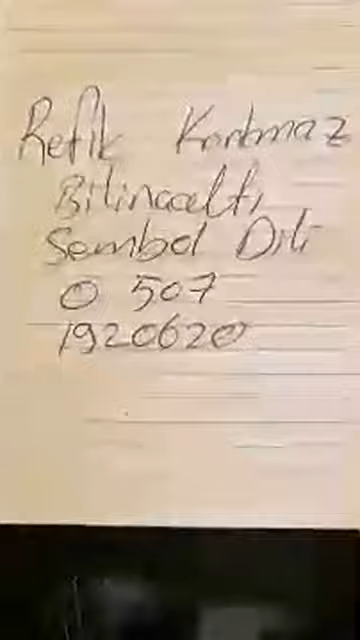 Refik Korkmaz
Bilinçaltı
Sembol Dili
0 507
1920620